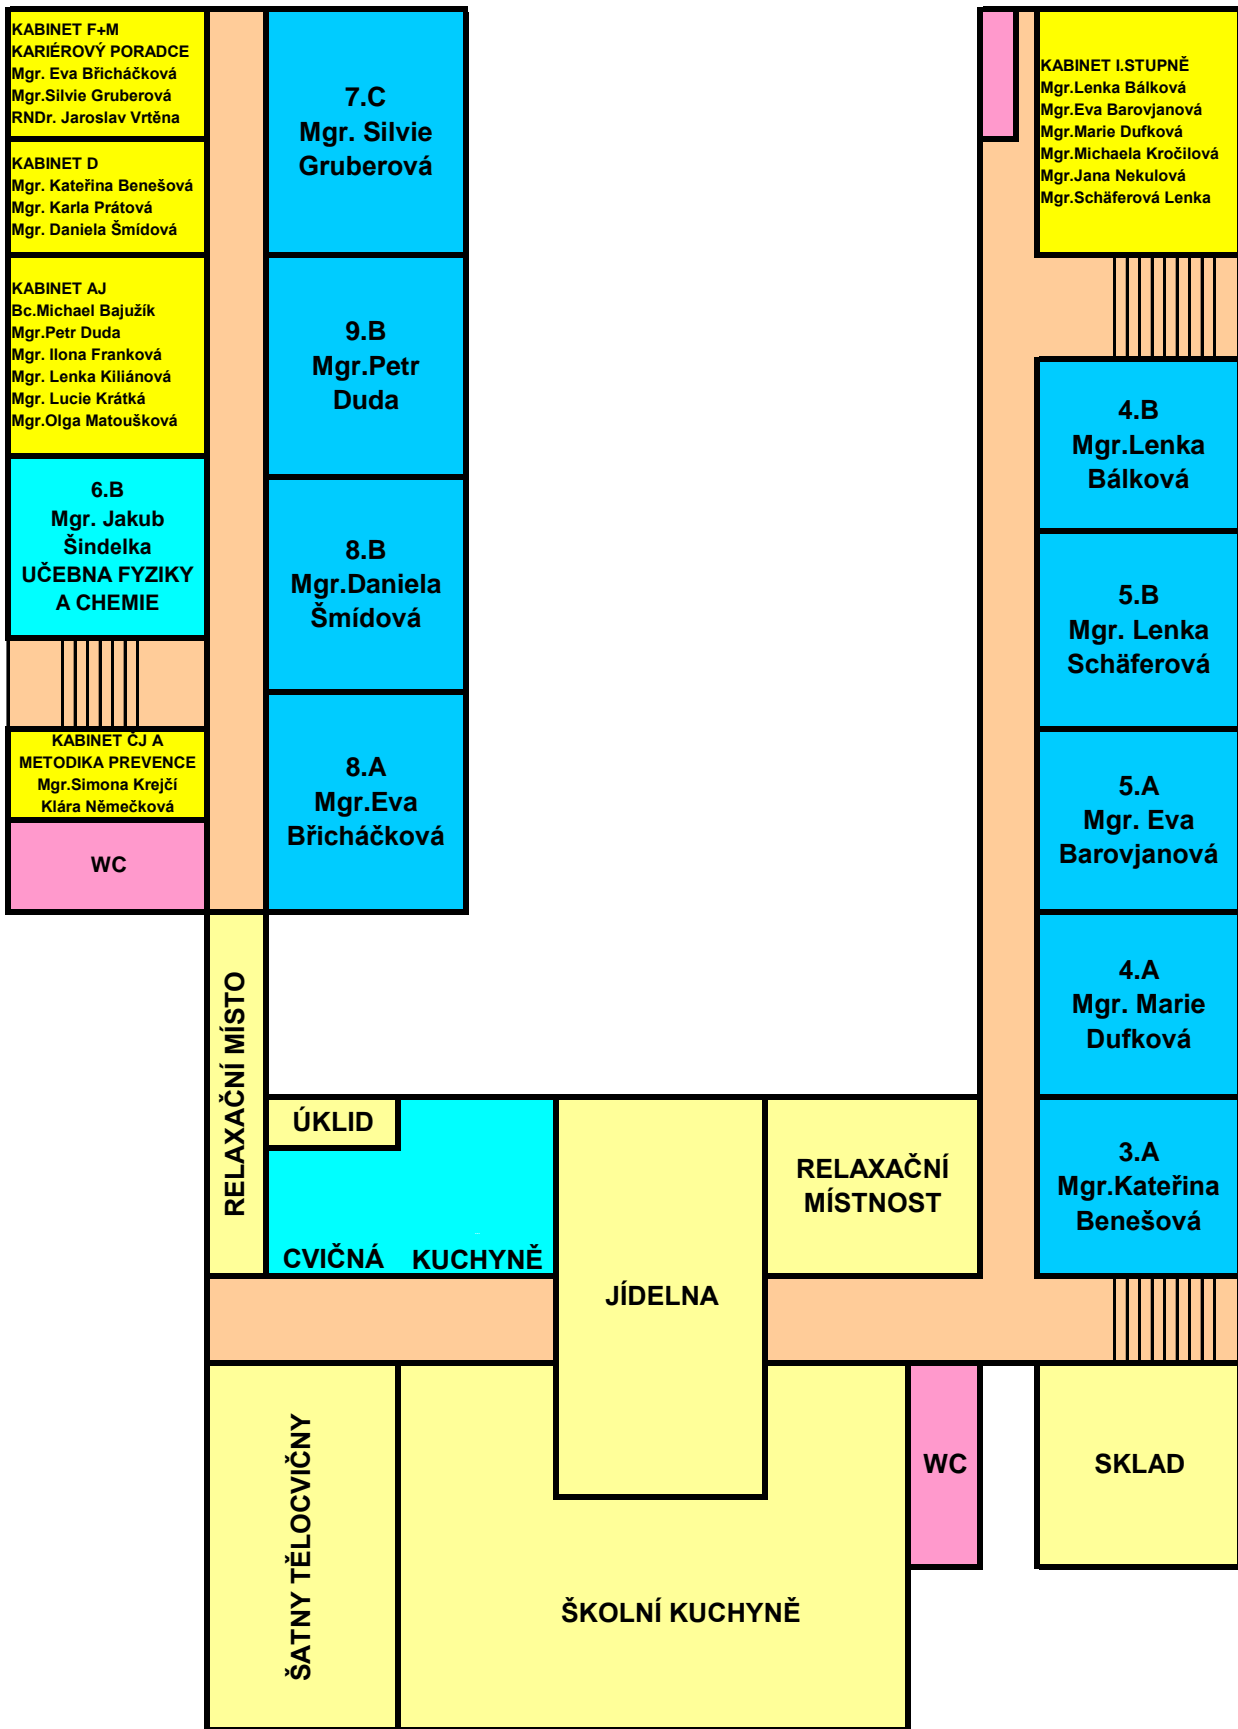 KABINET F+M
KARIÉROVÝ PORADCE
Mgr. Eva Břicháčková
Mgr.Silvie Gruberová
RNDr. Jaroslav Vrtěna
KABINET D
Mgr. Kateřina Benešová
Mgr. Karla Prátová
Mgr. Daniela Šmídová
KABINET AJ
Bc.Michael Bajužík
Mgr.Petr Duda
Mgr. Ilona Franková
Mgr. Lenka Kiliánová
Mgr. Lucie Krátká
Mgr.Olga Matoušková
6.B
Mgr. Jakub
Šindelka
UČEBNA FYZIKY
A CHEMIE
KABINET ČJ A
METODIKA PREVENCE
Mgr.Simona Krejčí
Klára Němečková
WC
7.C
Mgr. Silvie
Gruberová
9.B
Mgr.Petr
Duda
8.B
Mgr.Daniela
Šmídová
8.A
Mgr.Eva
Břicháčková
KABINET I.STUPNĚ
Mgr.Lenka Bálková
Mgr.Eva Barovjanová
Mgr.Marie Dufková
Mgr.Michaela Kročilová
Mgr.Jana Nekulová
Mgr.Schäferová Lenka
4.B
Mgr.Lenka
Bálková
5.B
Mgr. Lenka
Schäferová
5.A
Mgr. Eva
Barovjanová
4.A
Mgr. Marie
Dufková
3.A
Mgr.Kateřina
Benešová
RELAXAČNÍ MÍSTO
ÚKLID
CVIČNÁ KUCHYNĚ
JÍDELNA
RELAXAČNÍ
MÍSTNOST
ŠATNY TĚLOCVIČNY
ŠKOLNÍ KUCHYNĚ
WC
SKLAD